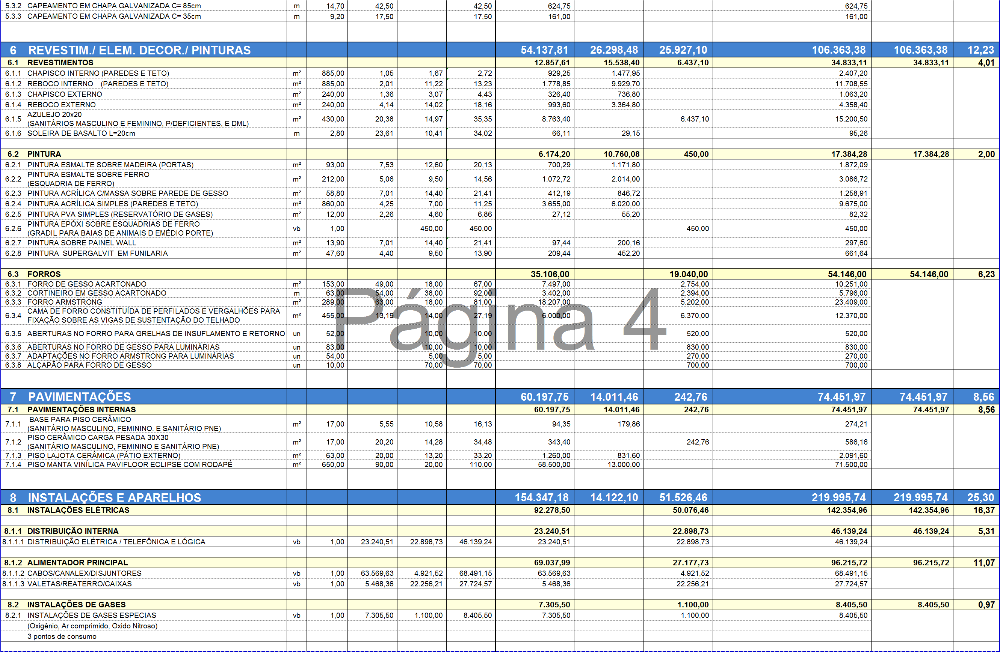 5.3.2 CAPEAMENTO EM CHAPA GALVANIZADA C= 85cm m 14,70 42,50 42,50 624,75 624,75
5.3.3 CAPEAMENTO EM CHAPA GALVANIZADA C= 35cm m 9,20 17,50 17,50 161,00 161,00
6 REVESTIM./ ELEM. DECOR./ PINTURAS 54.137,81 26.298,48 25.927,10 106.363,38 106.363,38 12,23
6.1 REVESTIMENTOS 12.857,61 15.538,40 6.437,10 34.833,11 34.833,11 4,01
6.1.1 CHAPISCO INTERNO (PAREDES E TETO) m² 885,00 1,05 1,67 2,72 929,25 1.477,95 2.407,20
6.1.2 REBOCO INTERNO (PAREDES E TETO) m² 885,00 2,01 11,22 13,23 1.778,85 9.929,70 11.708,55
6.1.3 CHAPISCO EXTERNO m² 240,00 1,36 3,07 4,43 326,40 736,80 1.063,20
6.1.4 REBOCO EXTERNO m² 240,00 4,14 14,02 18,16 993,60 3.364,80 4.358,40
AZULEJO 20x20
6.1.5 (SANITÁRIOS MASCULINO E FEMININO, P/DEFICIENTES, E DML) m² 430,00 20,38 14,97 35,35 8.763,40 6.437,10 15.200,50
6.1.6 SOLEIRA DE BASALTO L=20cm m 2,80 23,61 10,41 34,02 66,11 29,15 95,26
6.2 PINTURA 6.174,20 10.760,08 450,00 17.384,28 17.384,28 2,00
6.2.1 PINTURA ESMALTE SOBRE MADEIRA (PORTAS) m² 93,00 7,53 12,60 20,13 700,29 1.171,80 1.872,09
PINTURA ESMALTE SOBRE FERRO
6.2.2 (ESQUADRIA DE FERRO) m² 212,00 5,06 9,50 14,56 1.072,72 2.014,00 3.086,72
6.2.3 PINTURA ACRÍLICA C/MASSA SOBRE PAREDE DE GESSO m² 58,80 7,01 14,40 21,41 412,19 846,72 1.258,91
6.2.4 PINTURA ACRÍLICA SIMPLES (PAREDES E TETO) m² 860,00 4,25 7,00 11,25 3.655,00 6.020,00 9.675,00
6.2.5 PINTURA PVA SIMPLES (RESERVATÓRIO DE GASES) m² 12,00 2,26 4,60 6,86 27,12 55,20 82,32
PINTURA EPÓXI SOBRE ESQUADRIAS DE FERRO
6.2.6 (GRADIL PARA BAIAS DE ANIMAIS D EMÉDIO PORTE) vb 1,00 450,00 450,00 450,00 450,00
6.2.7 PINTURA SOBRE PAINEL WALL m² 13,90 7,01 14,40 21,41 97,44 200,16 297,60
6.2.8 PINTURA SUPERGALVIT EM FUNILARIA m² 47,60 4,40 9,50 13,90 209,44 452,20 661,64
6.3 FORROS 35.106,00 19.040,00 54.146,00 54.146,00 6,23
6.3.1 FORRO DE GESSO ACARTONADO m² 153,00 49,00 18,00 67,00 7.497,00 2.754,00 10.251,00
6.3.2 CORTINEIRO EM GESSO ACARTONADO m 63,00 54,00 38,00 92,00 3.402,00 2.394,00 5.796,00
6.3.3 FORRO ARMSTRONG m² 289,00 63,00 18,00 81,00 18.207,00 5.202,00 23.409,00
CAMA DE FORRO CONSTITUÍDA DE PERFILADOS E VERGALHÕES PARA
6.3.4 FIXAÇÃO SOBRE AS VIGAS DE SUSTENTAÇÃO DO TELHADO m² 455,00 13,19 14,00 27,19 6.000,00 6.370,00 12.370,00
Página 4
6.3.5 ABERTURAS NO FORRO PARA GRELHAS DE INSUFLAMENTO E RETORNO un 52,00 10,00 10,00 520,00 520,00
6.3.6 ABERTURAS NO FORRO DE GESSO PARA LUMINÁRIAS un 83,00 10,00 10,00 830,00 830,00
6.3.7 ADAPTAÇÕES NO FORRO ARMSTRONG PARA LUMINÁRIAS un 54,00 5,00 5,00 270,00 270,00
6.3.8 ALÇAPÃO PARA FORRO DE GESSO un 10,00 70,00 70,00 700,00 700,00
7 PAVIMENTAÇÕES 60.197,75 14.011,46 242,76 74.451,97 74.451,97 8,56
7.1 PAVIMENTAÇÕES INTERNAS 60.197,75 14.011,46 242,76 74.451,97 74.451,97 8,56
BASE PARA PISO CERÂMICO
7.1.1 (SANITÁRIO MASCULINO, FEMININO. E SANITÁRIO PNE) m² 17,00 5,55 10,58 16,13 94,35 179,86 274,21
PISO CERÂMICO CARGA PESADA 30X30
7.1.2 (SANITÁRIO MASCULINO, FEMININO E SANITÁRIO PNE) m² 17,00 20,20 14,28 34,48 343,40 242,76 586,16
7.1.3 PISO LAJOTA CERÂMICA (PÁTIO EXTERNO) m² 63,00 20,00 13,20 33,20 1.260,00 831,60 2.091,60
7.1.4 PISO MANTA VINÍLICA PAVIFLOOR ECLIPSE COM RODAPÉ m² 650,00 90,00 20,00 110,00 58.500,00 13.000,00 71.500,00
8 INSTALAÇÕES E APARELHOS 154.347,18 14.122,10 51.526,46 219.995,74 219.995,74 25,30
8.1 INSTALAÇÕES ELÉTRICAS 92.278,50 50.076,46 142.354,96 142.354,96 16,37
8.1.1 DISTRIBUIÇÃO INTERNA 23.240,51 22.898,73 46.139,24 46.139,24 5,31
8.1.1.1 DISTRIBUIÇÃO ELÉTRICA / TELEFÔNICA E LÓGICA vb 1,00 23.240,51 22.898,73 46.139,24 23.240,51 22.898,73 46.139,24
8.1.2 ALIMENTADOR PRINCIPAL 69.037,99 27.177,73 96.215,72 96.215,72 11,07
8.1.1.2 CABOS/CANALEX/DISJUNTORES vb 1,00 63.569,63 4.921,52 68.491,15 63.569,63 4.921,52 68.491,15
8.1.1.3 VALETAS/REATERRO/CAIXAS vb 1,00 5.468,36 22.256,21 27.724,57 5.468,36 22.256,21 27.724,57
8.2 INSTALAÇÕES DE GASES 7.305,50 1.100,00 8.405,50 8.405,50 0,97
8.2.1 INSTALAÇÕES DE GASES ESPECIAS vb 1,00 7.305,50 1.100,00 8.405,50 7.305,50 1.100,00 8.405,50
(Oxigênio, Ar comprimido, Oxido Nitroso)
3 pontos de consumo